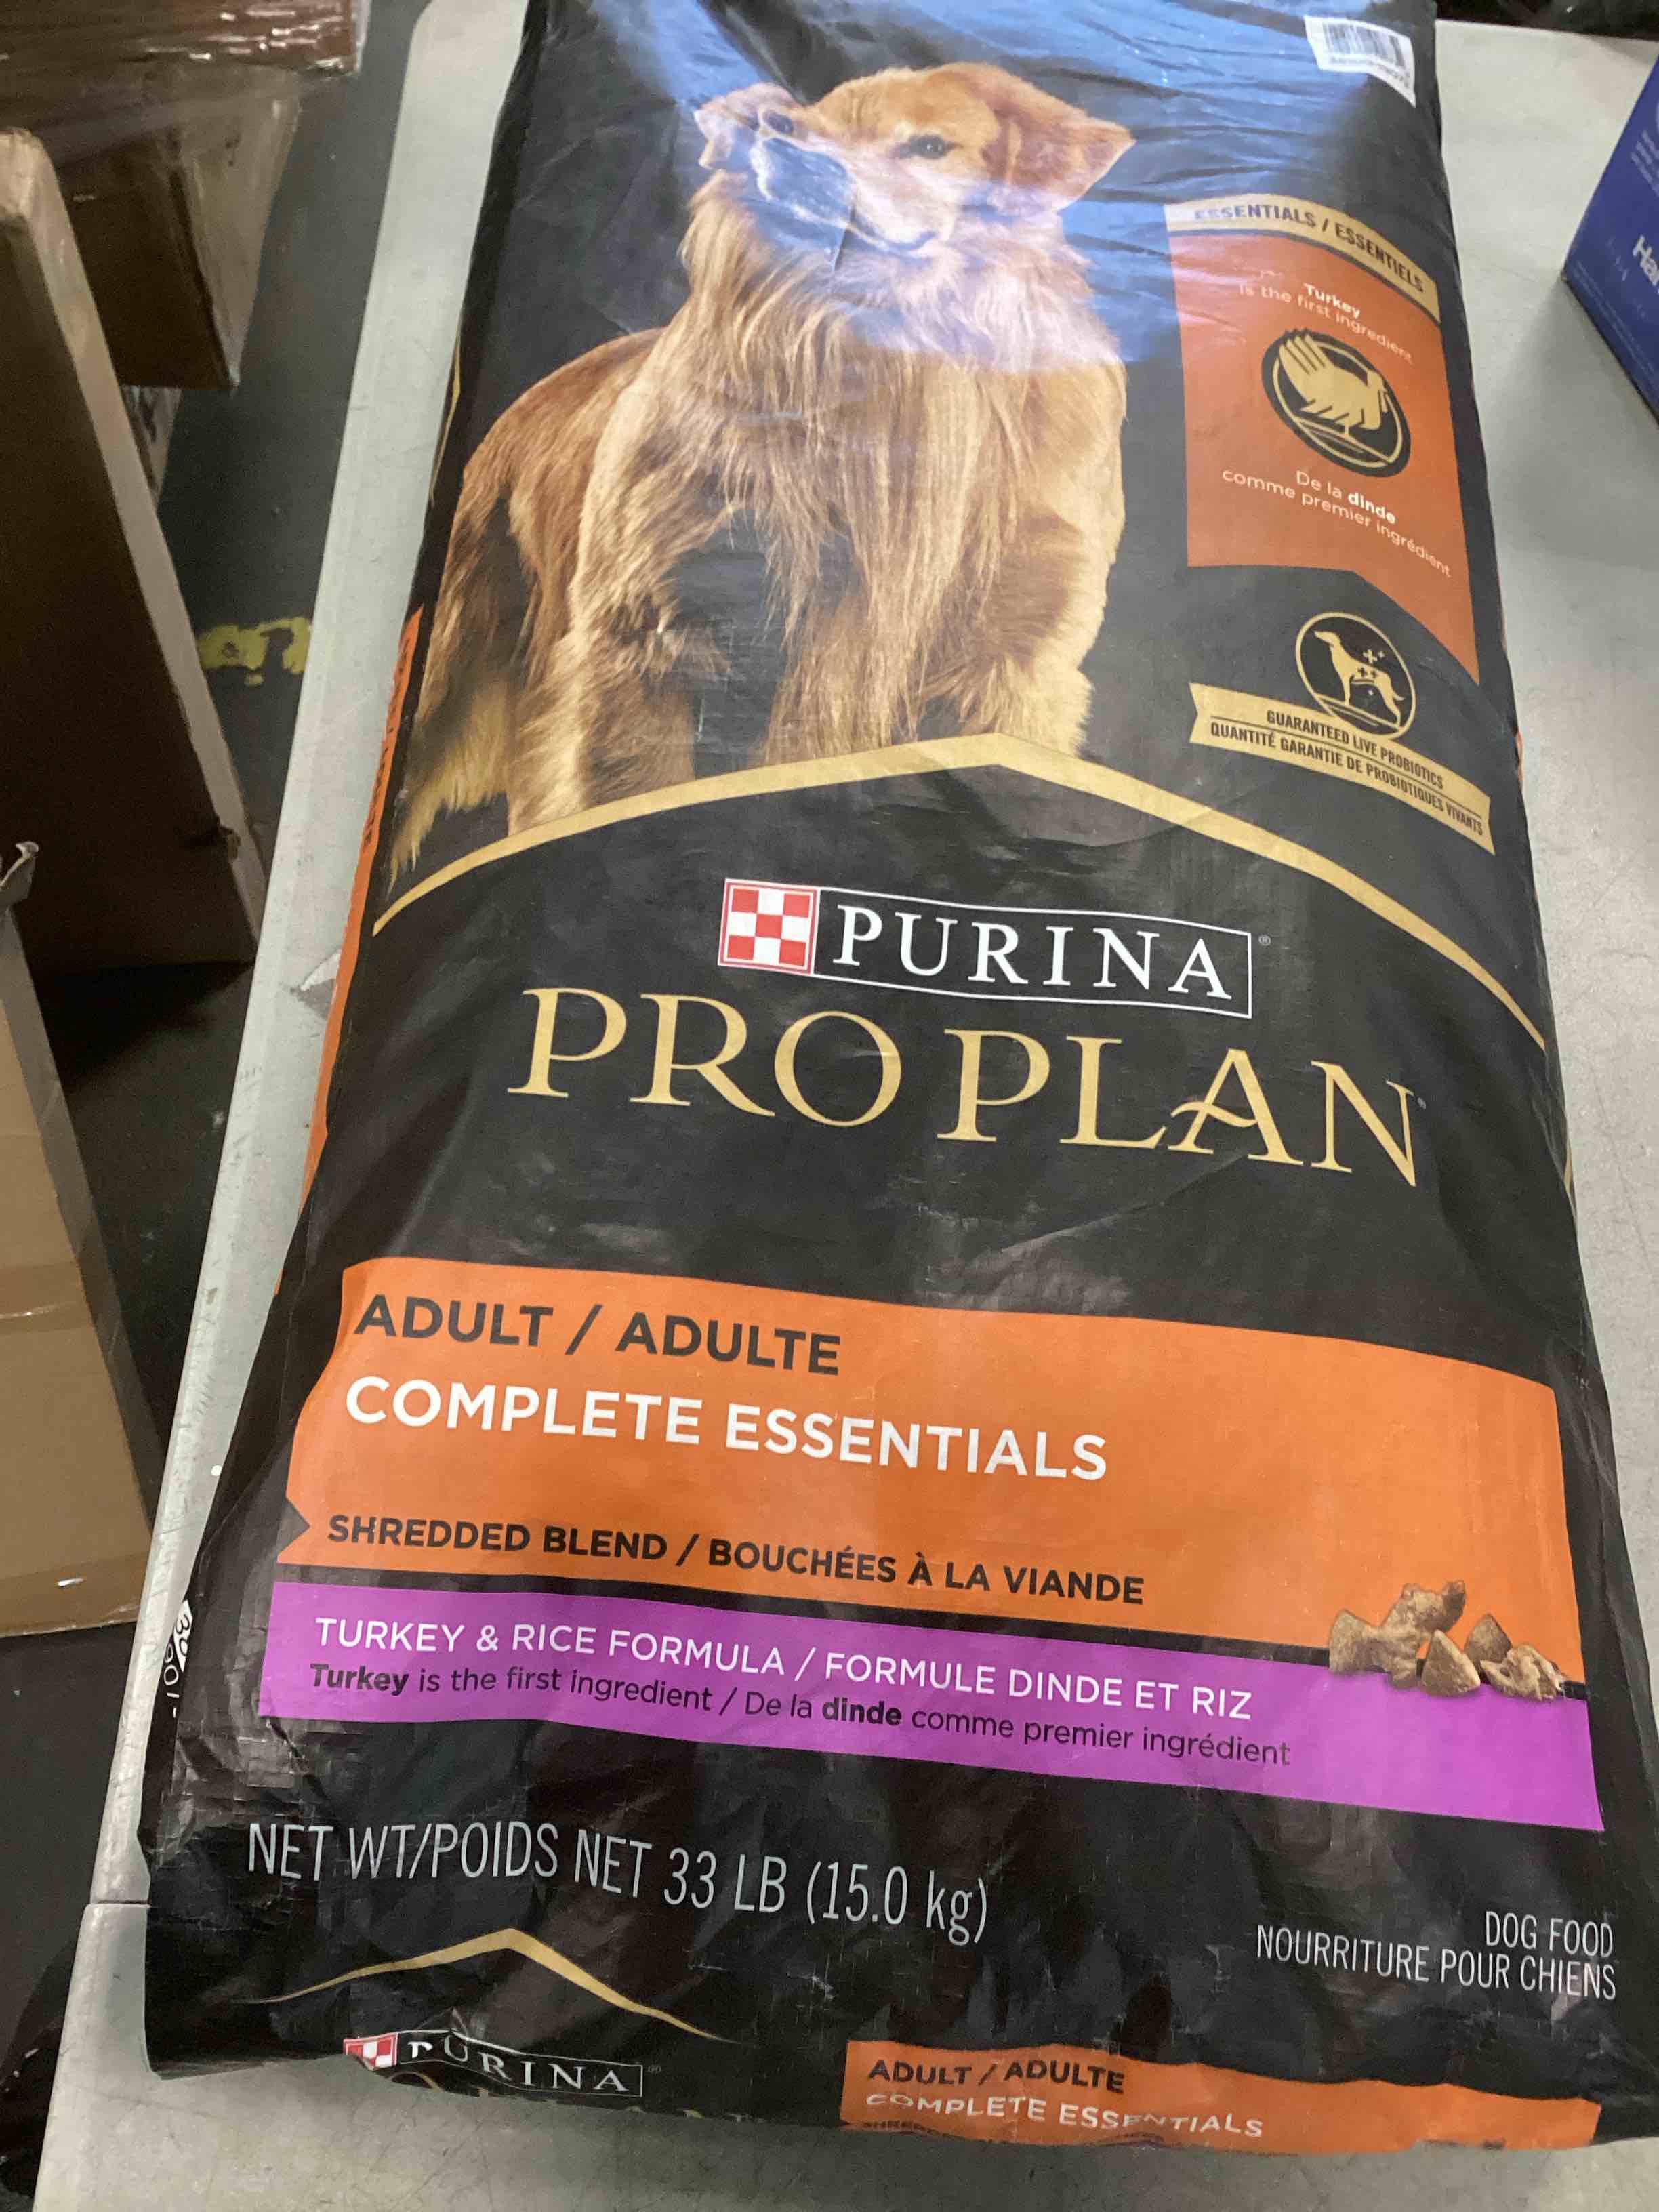 ESSENTIALS / ESSENTIELS
Turkey
is the first ingredient
De la dinde
comme premier ingrédient
GUARANTEED LIVE PROBIOTICS
QUANTITÉ GARANTIE DE PROBIOTIQUES VIVANTS
PURINA®
PRO PLAN
ADULT / ADULTE
COMPLETE ESSENTIALS
SHREDDED BLEND / BOUCHÉES À LA VIANDE
TURKEY & RICE FORMULA / FORMULE DINDE ET RIZ
Turkey is the first ingredient / De la dinde comme premier ingrédient
NET WT/POIDS NET 33 LB (15.0 kg)
DOG FOOD
NOURRITURE POUR CHIENS
PURINA®
ADULT / ADULTE
COMPLETE ESSENTIALS